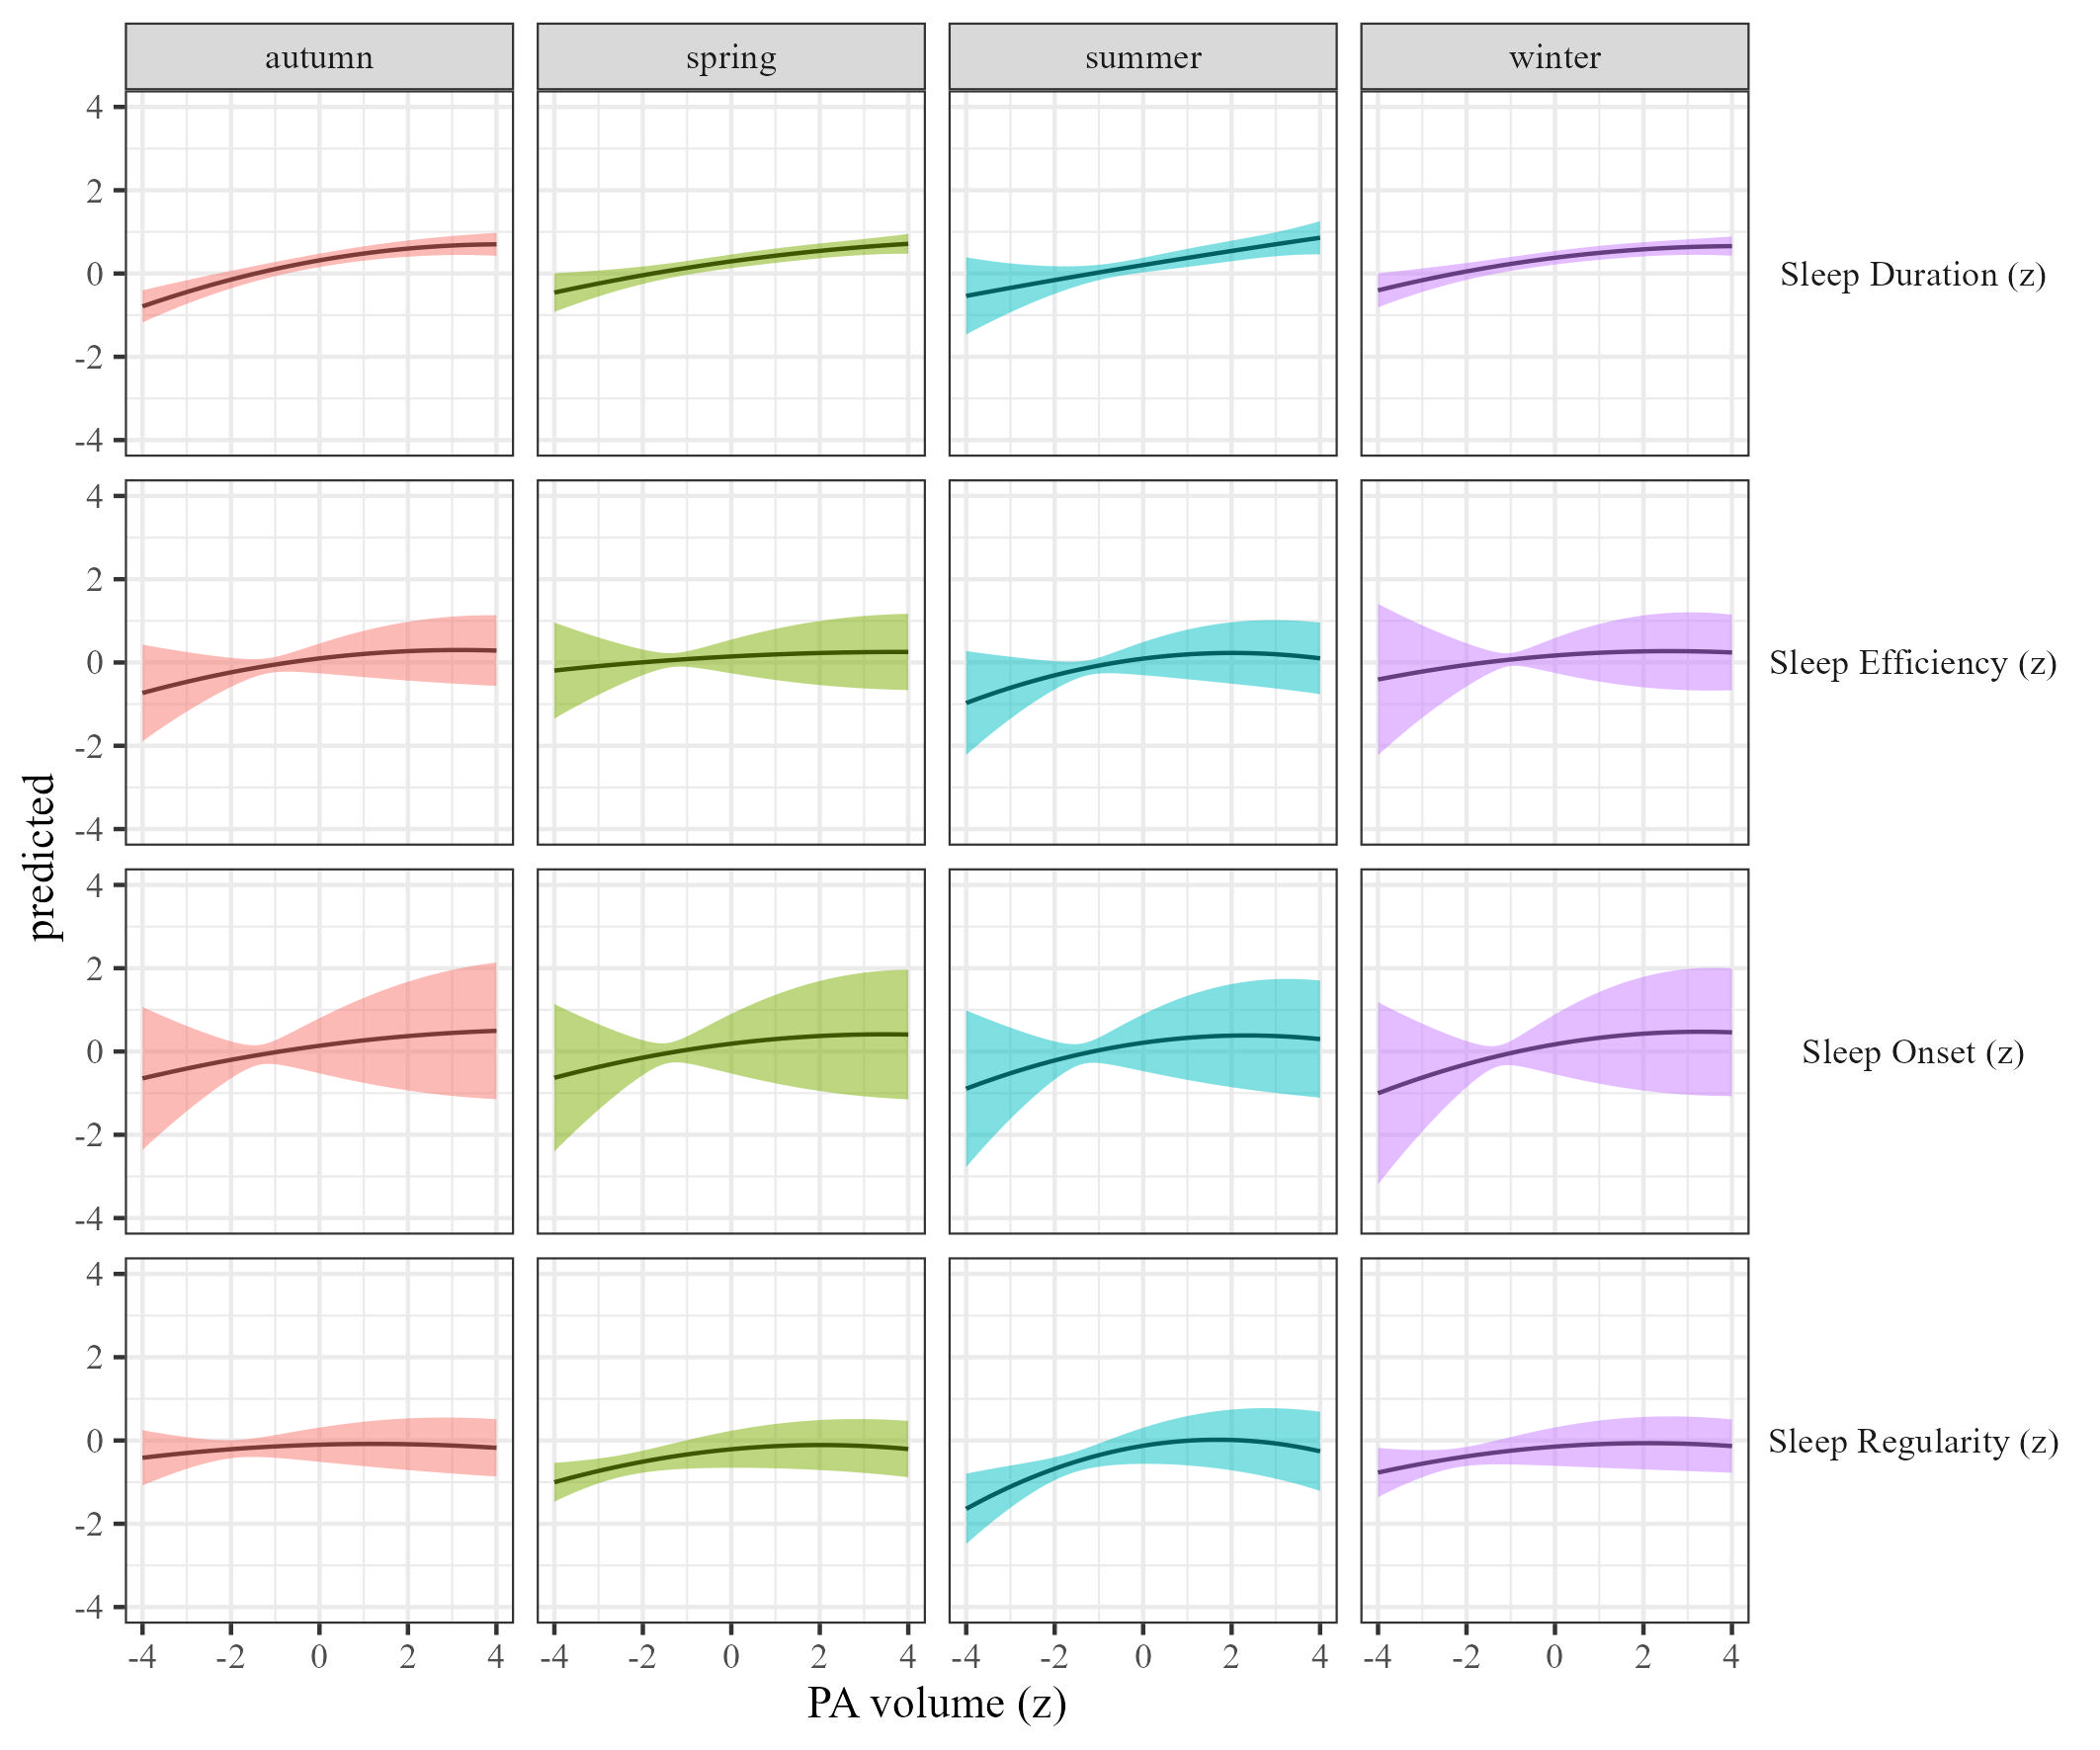 autumn spring summer winter
4
2
0
-2
-4
Sleep Duration (z)
4
2
0
-2
-4
Sleep Efficiency (z)
predicted
4
2
0
-2
-4
Sleep Onset (z)
4
2
0
-2
-4
Sleep Regularity (z)
-4 -2 0 2 4 -4 -2 0 2 4 -4 -2 0 2 4 -4 -2 0 2 4
PA volume (z)